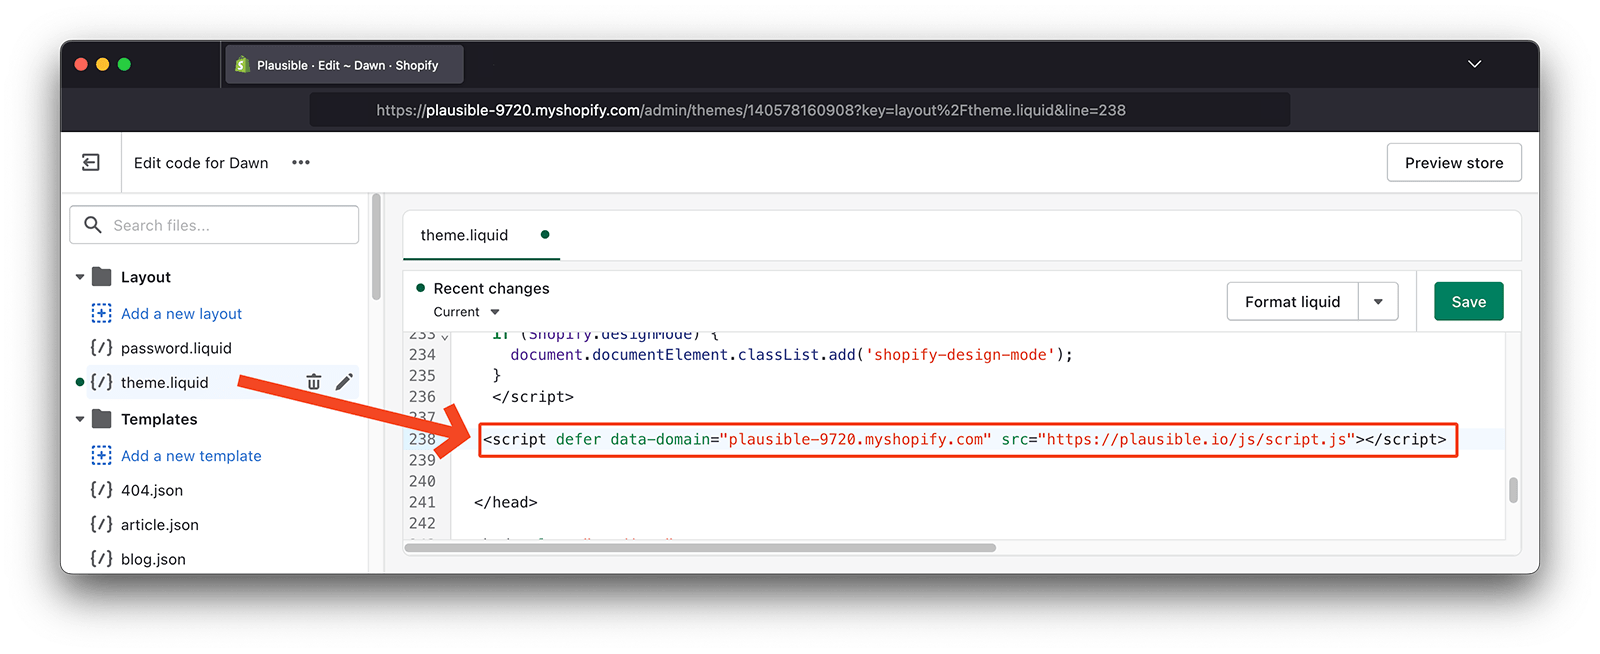 Plausible · Edit ~ Dawn · Shopify
https://plausible-9720.myshopify.com/admin/themes/140578160908?key=layout%2Ftheme.liquid&line=238
Edit code for Dawn
Preview store
Search files...
Layout
Add a new layout
{/} password.liquid
{/} theme.liquid
Templates
Add a new template
{/} 404.json
{/} article.json
{/} blog.json
theme.liquid
Recent changes
Current
Format liquid
Save
233 if (Shopify.designMode) {
234 document.documentElement.classList.add('shopify-design-mode');
235 }
236 </script>
237
238 <script defer data-domain="plausible-9720.myshopify.com" src="https://plausible.io/js/script.js"></script>
239
240
241 </head>
242